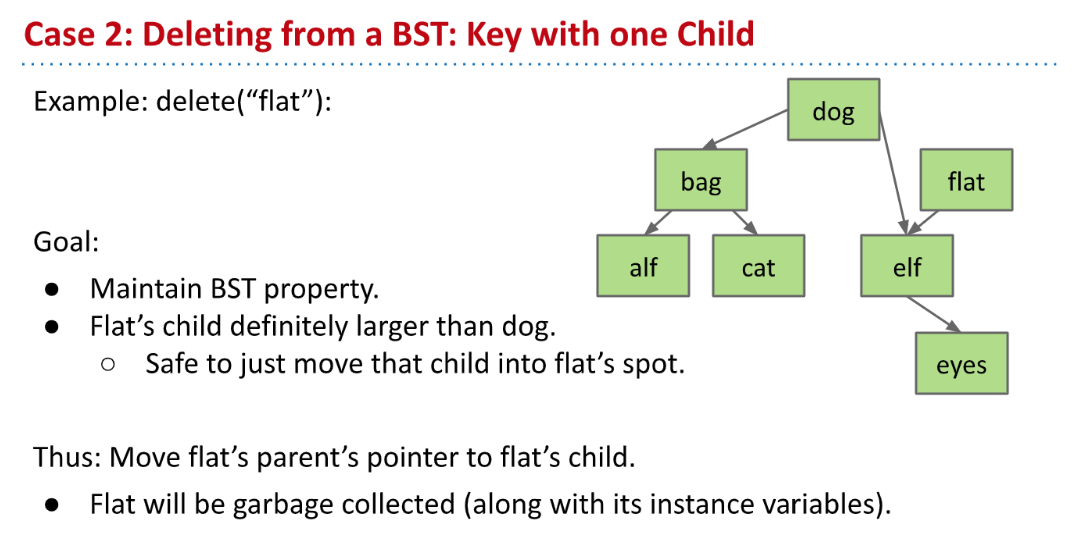 Case 2: Deleting from a BST: Key with one Child
Example: delete(“flat”):
dog
bag
flat
Goal:
alf
cat
elf
● Maintain BST property.
● Flat’s child definitely larger than dog.
○ Safe to just move that child into flat’s spot.
eyes
Thus: Move flat’s parent’s pointer to flat’s child.
● Flat will be garbage collected (along with its instance variables).